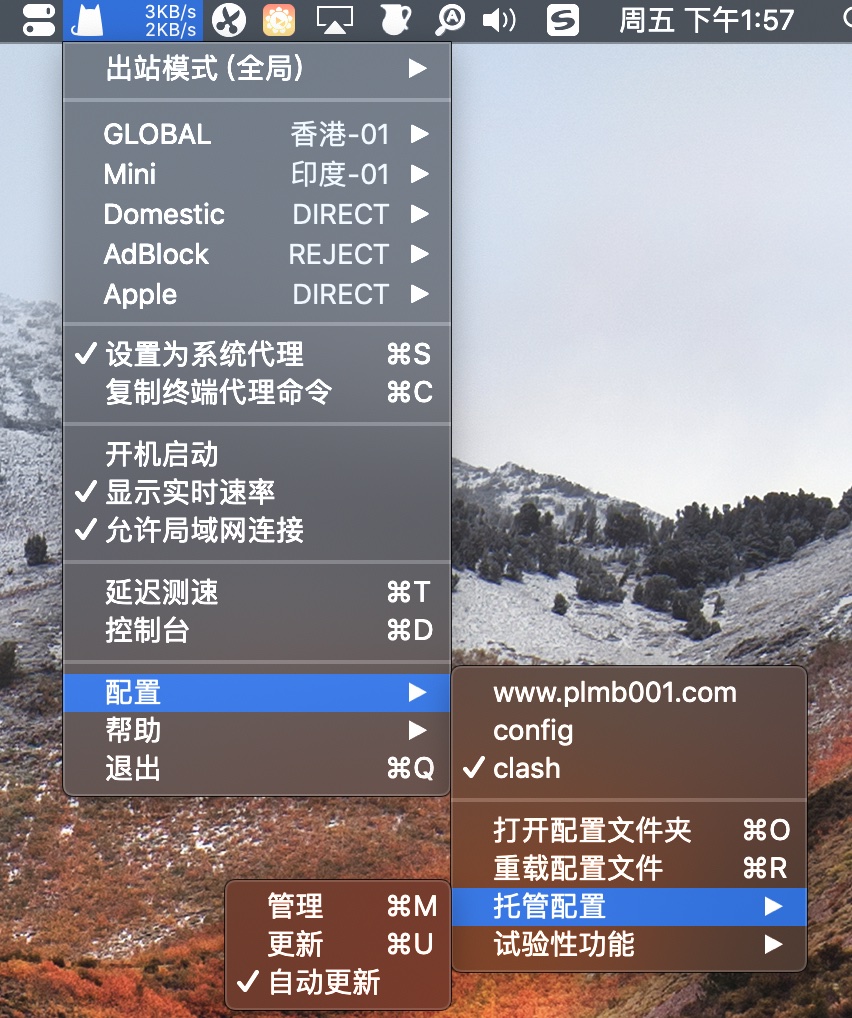 3KB/s
2KB/s
周五 下午1:57
出站模式 (全局) ▶
GLOBAL 香港-01 ▶
Mini 印度-01 ▶
Domestic DIRECT ▶
AdBlock REJECT ▶
Apple DIRECT ▶
✓ 设置为系统代理 ⌘S
复制终端代理命令 ⌘C
开机启动
✓ 显示实时速率
✓ 允许局域网连接
延迟测速 ⌘T
控制台 ⌘D
配置 ▶
帮助 ▶
退出 ⌘Q
www.plmb001.com
config
✓ clash
打开配置文件夹 ⌘O
重载配置文件 ⌘R
托管配置 ▶
试验性功能 ▶
管理 ⌘M
更新 ⌘U
✓ 自动更新